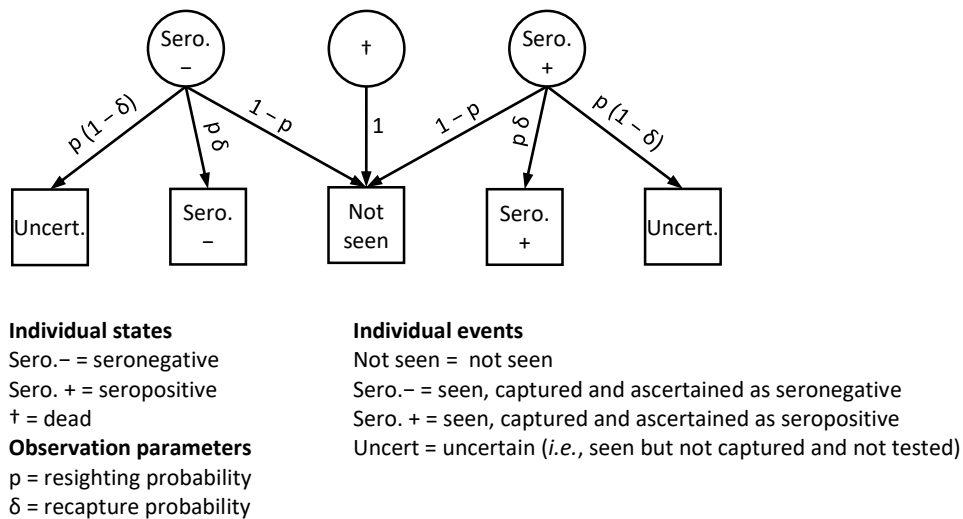 Sero.
−
†
Sero.
+
p (1 − δ)
p δ
1 − p
1
1 − p
p δ
p (1 − δ)
Uncert.
Sero.
−
Not
seen
Sero.
+
Uncert.
Individual states
Sero.− = seronegative
Sero. + = seropositive
† = dead
Observation parameters
p = resighting probability
δ = recapture probability
Individual events
Not seen = not seen
Sero.− = seen, captured and ascertained as seronegative
Sero. + = seen, captured and ascertained as seropositive
Uncert = uncertain (i.e., seen but not captured and not tested)